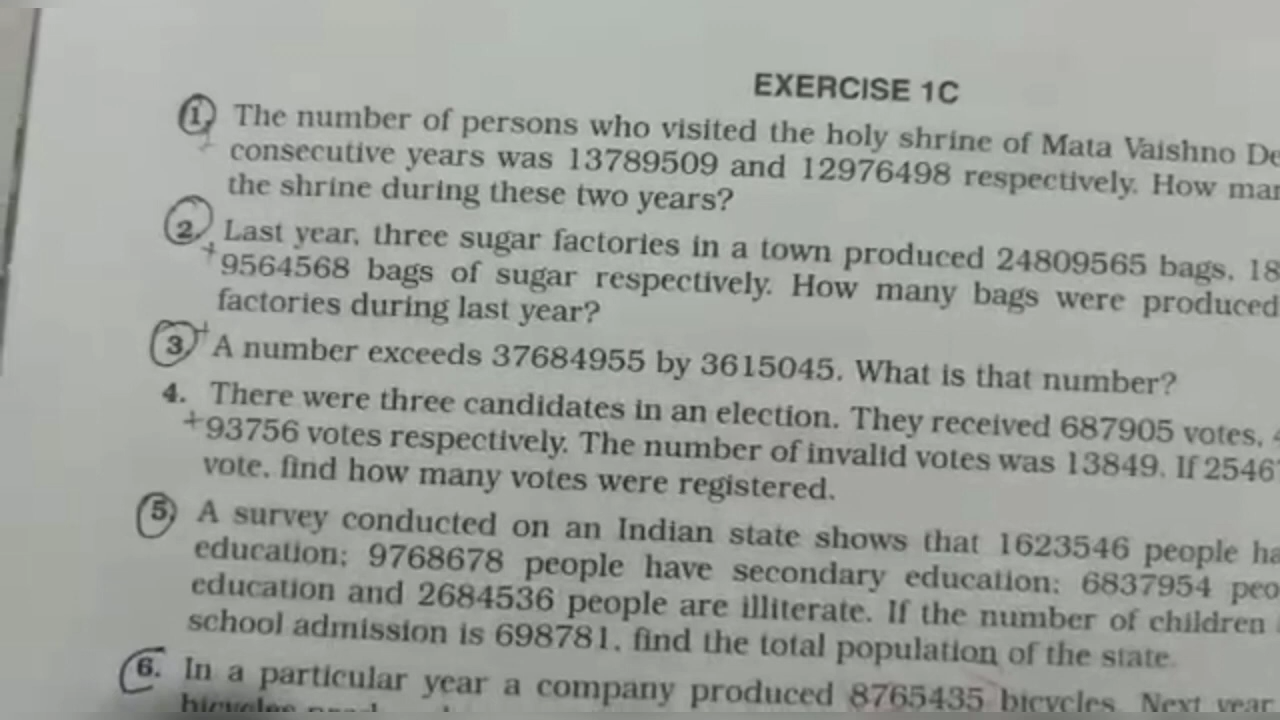 EXERCISE 1C
1. The number of persons who visited the holy shrine of Mata Vaishno De
consecutive years was 13789509 and 12976498 respectively. How mar
the shrine during these two years?
2. Last year, three sugar factories in a town produced 24809565 bags, 18
+
9564568 bags of sugar respectively. How many bags were produced
factories during last year?
3. + A number exceeds 37684955 by 3615045. What is that number?
4. There were three candidates in an election. They received 687905 votes,
+ 93756 votes respectively. The number of invalid votes was 13849. If 2546
vote, find how many votes were registered.
5. A survey conducted on an Indian state shows that 1623546 people ha
education; 9768678 people have secondary education; 6837954 peo
education and 2684536 people are illiterate. If the number of children
school admission is 698781, find the total population of the state.
6. In a particular year a company produced 8765435 bicycles. Next year,
bicycles